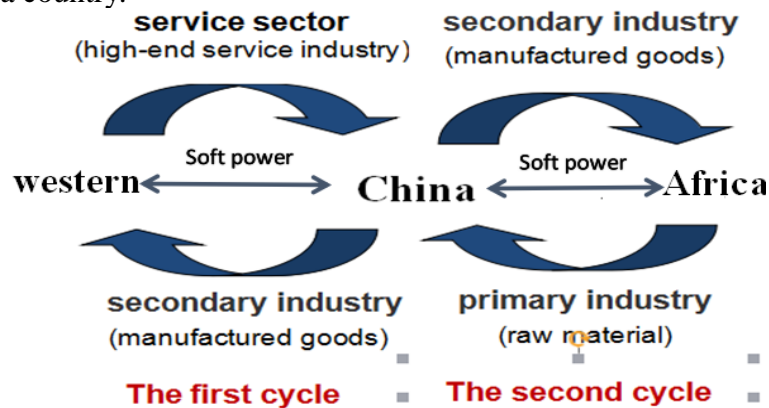 a country.
service sector
(high-end service industry)
secondary industry
(manufactured goods)
Soft power
Soft power
western
China
Africa
secondary industry
(manufactured goods)
primary industry
(raw material)
The first cycle
The second cycle